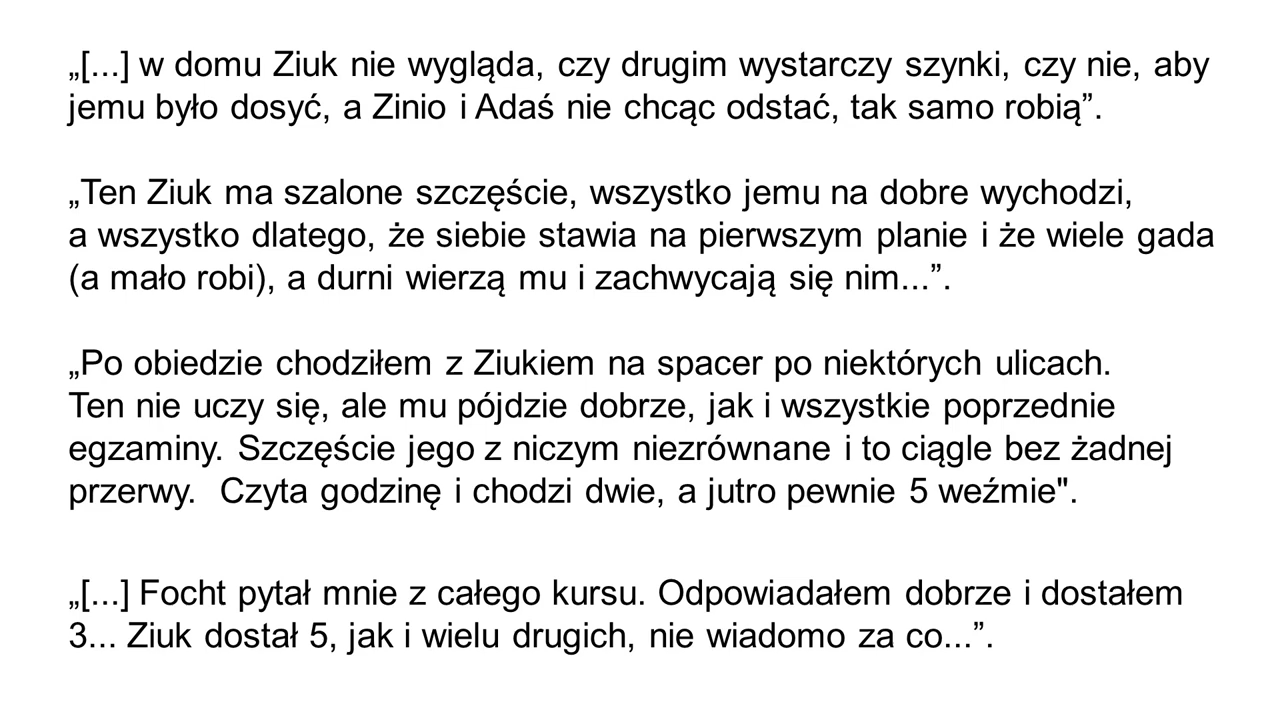 „[...] w domu Ziuk nie wygląda, czy drugim wystarczy szynki, czy nie, aby
jemu było dosyć, a Zinio i Adaś nie chcąc odstać, tak samo robią”.
„Ten Ziuk ma szalone szczęście, wszystko jemu na dobre wychodzi,
a wszystko dlatego, że siebie stawia na pierwszym planie i że wiele gada
(a mało robi), a durni wierzą mu i zachwycają się nim...”.
„Po obiedzie chodziłem z Ziukiem na spacer po niektórych ulicach.
Ten nie uczy się, ale mu pójdzie dobrze, jak i wszystkie poprzednie
egzaminy. Szczęście jego z niczym niezrównane i to ciągle bez żadnej
przerwy.  Czyta godzinę i chodzi dwie, a jutro pewnie 5 weźmie".
„[...] Focht pytał mnie z całego kursu. Odpowiadałem dobrze i dostałem
3... Ziuk dostał 5, jak i wielu drugich, nie wiadomo za co...”.